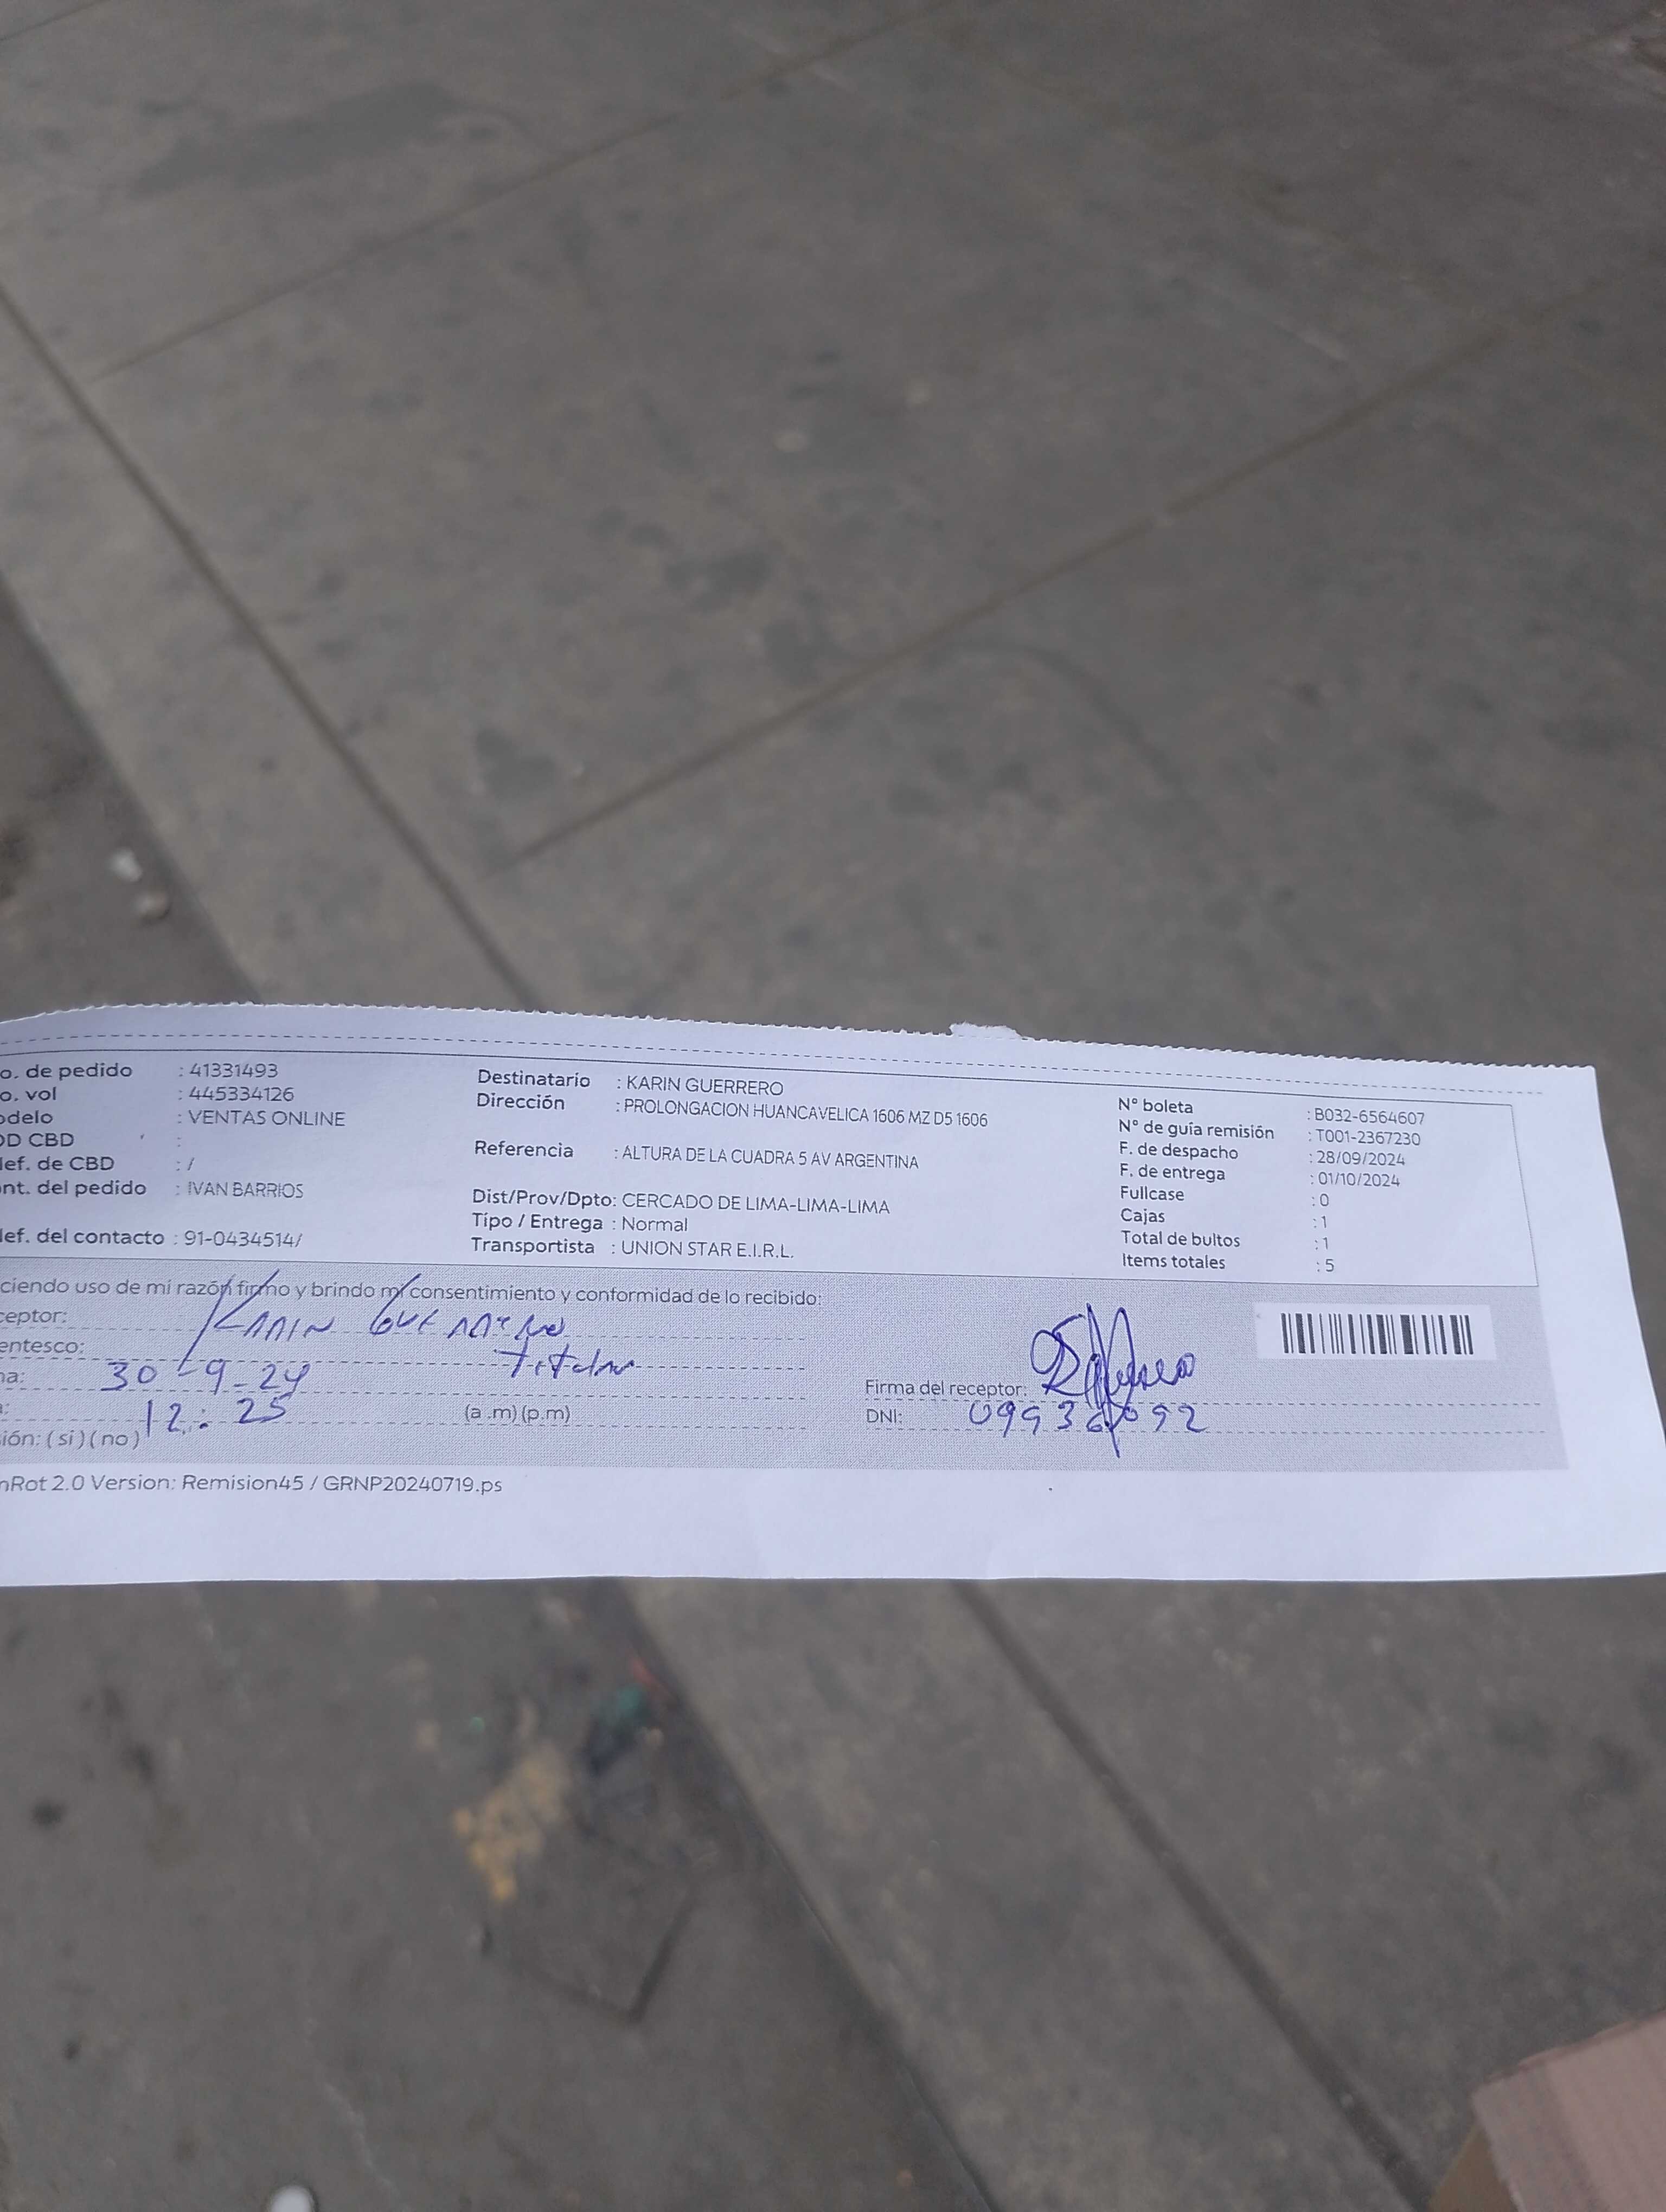 o. de pedido : 41331493
o. vol : 445334126
odelo : VENTAS ONLINE
OD CBD :
lef. de CBD : /
ont. del pedido : IVAN BARRIOS
lef. del contacto : 91-0434514/
Destinatario : KARIN GUERRERO
Dirección : PROLONGACION HUANCAVELICA 1606 MZ D5 1606
Referencia : ALTURA DE LA CUADRA 5 AV ARGENTINA
Dist/Prov/Dpto: CERCADO DE LIMA-LIMA-LIMA
Tipo / Entrega : Normal
Transportista : UNION STAR E.I.R.L.
N° boleta : B032-6564607
N° de guía remisión : T001-2367230
F. de despacho : 28/09/2024
F. de entrega : 01/10/2024
Fullcase : 0
Cajas : 1
Total de bultos : 1
Items totales : 5
ciendo uso de mi razón firmo y brindo mi consentimiento y conformidad de lo recibido:
ceptor: KARIN GUERRERO
entesco: titular
na: 30-9-24
a: 12:25 (a.m)(p.m)
sión: (si)(no)
Firma del receptor:
DNI:
nRot 2.0 Version: Remision45 / GRNP20240719.ps